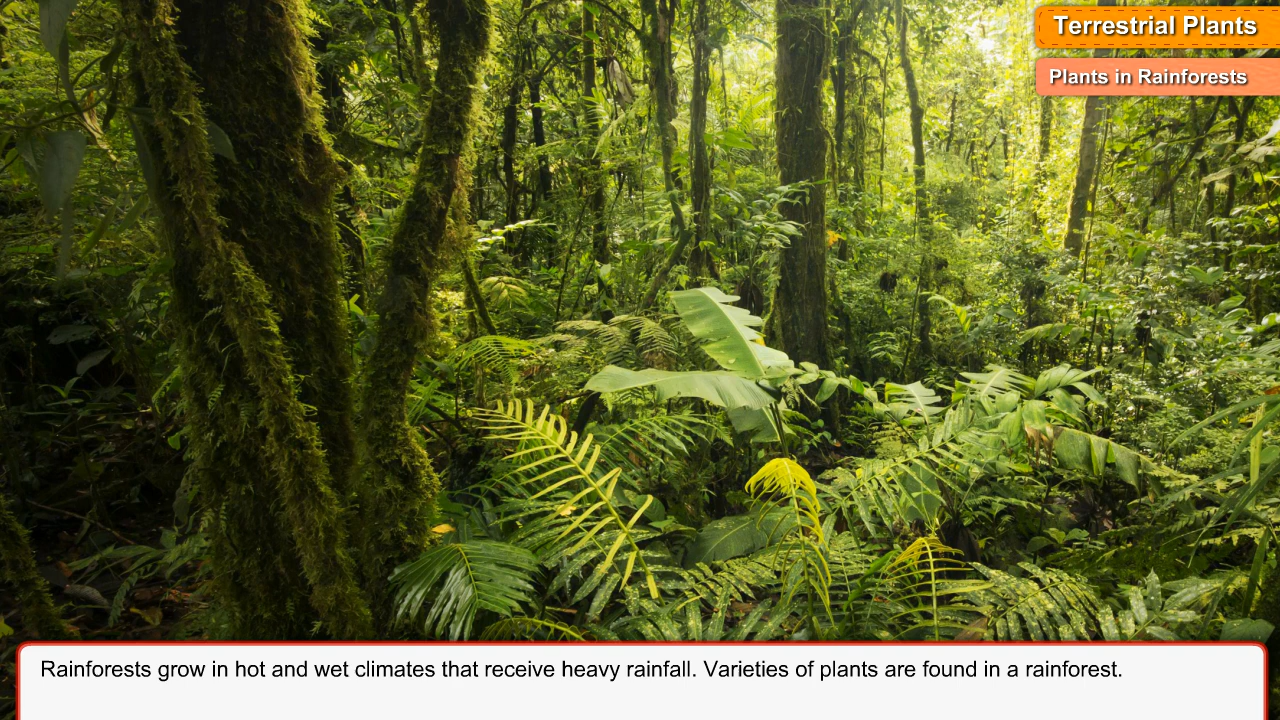 Terrestrial Plants
Plants in Rainforests
Rainforests grow in hot and wet climates that receive heavy rainfall. Varieties of plants are found in a rainforest.